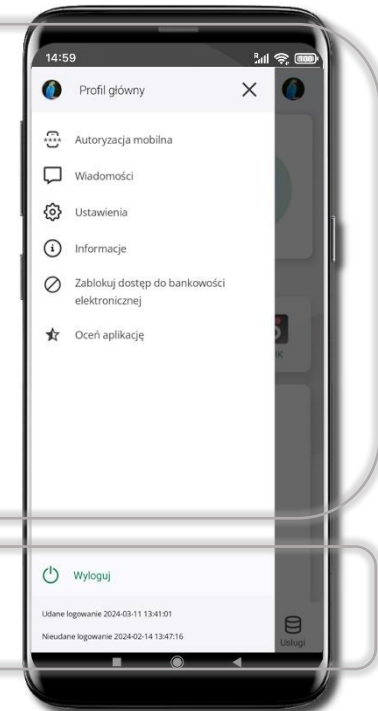 14:59
Profil główny
Autoryzacja mobilna
Wiadomości
Ustawienia
Informacje
Zablokuj dostęp do bankowości
elektronicznej
Oceń aplikację
Wyloguj
Udane logowanie 2024-03-11 13:41:01
Nieudane logowanie 2024-02-14 13:47:16
Usługi